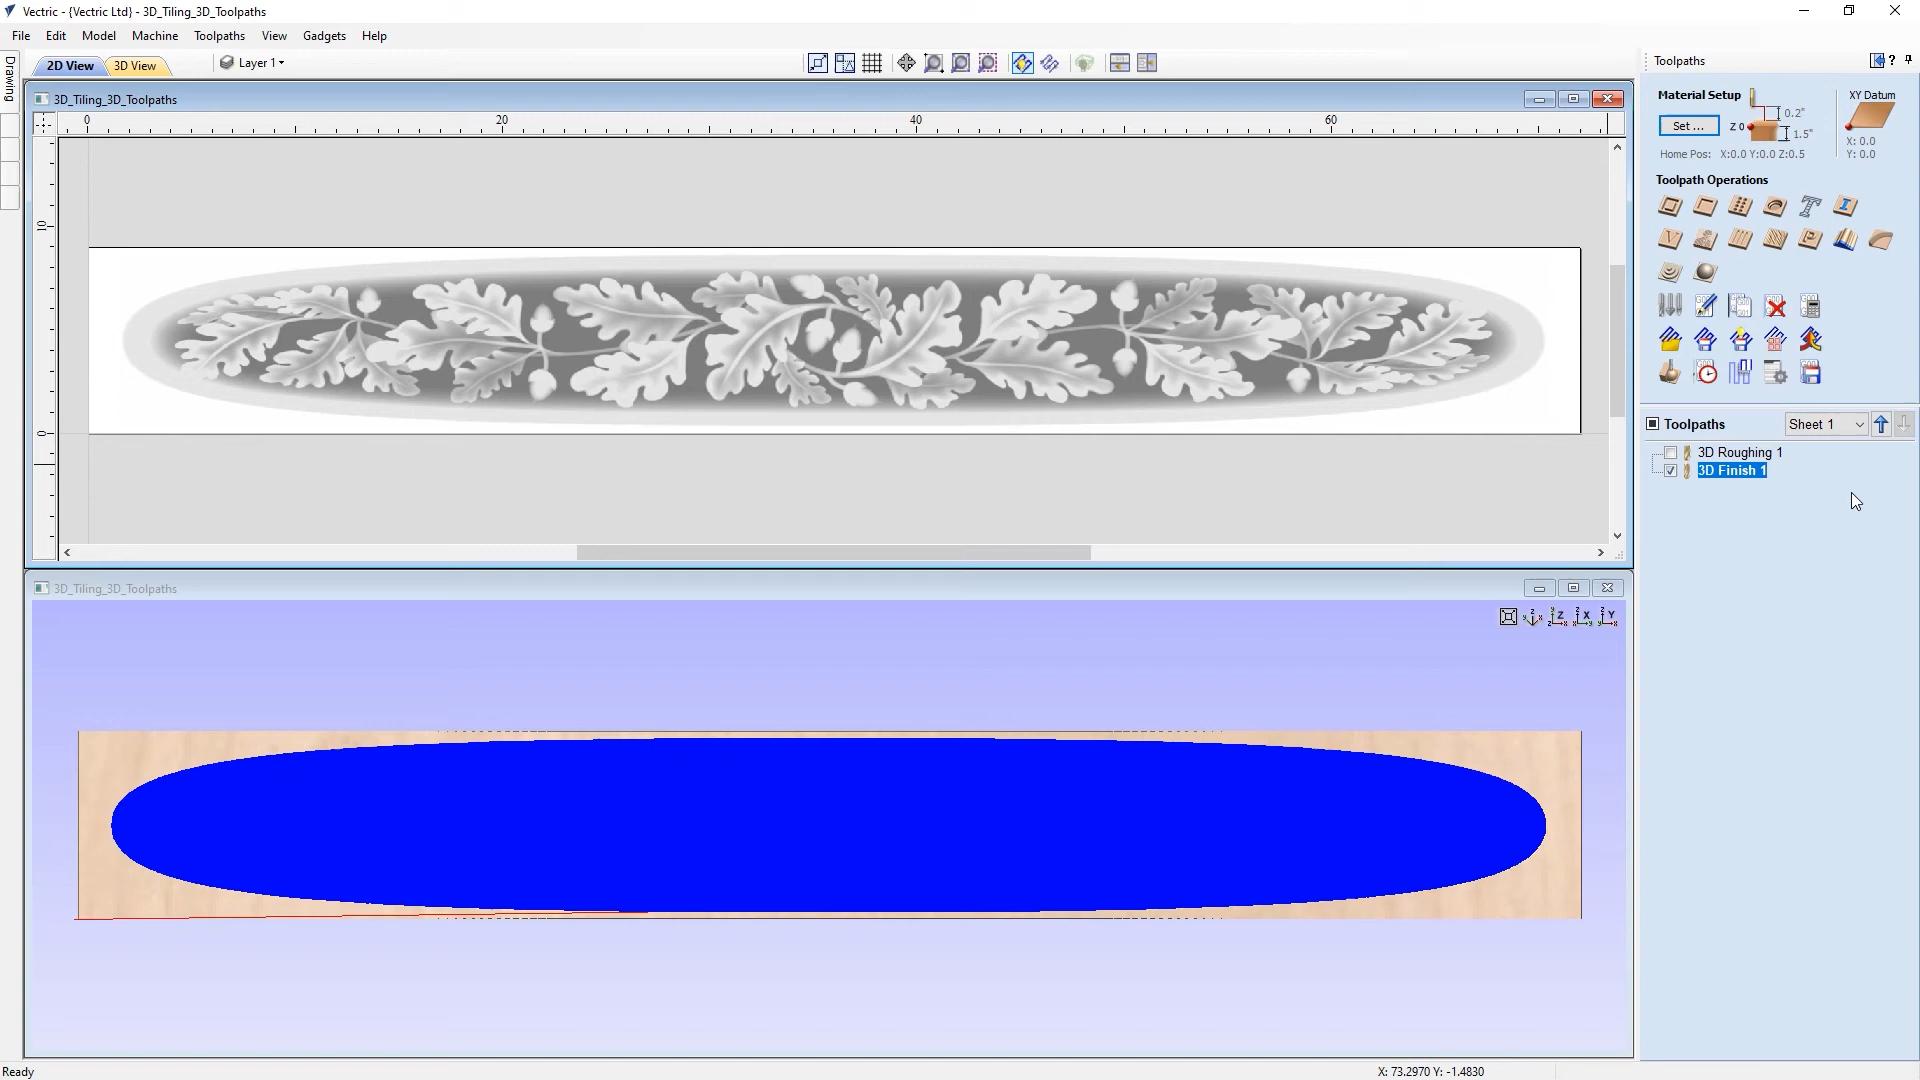 Vectric - {Vectric Ltd} - 3D_Tiling_3D_Toolpaths
File Edit Model Machine Toolpaths View Gadgets Help
Drawing
2D View 3D View Layer 1
3D_Tiling_3D_Toolpaths
0 20 40 60
10
0
3D_Tiling_3D_Toolpaths
Toolpaths
Material Setup
Set ...
Z 0
0.2"
1.5"
XY Datum
X: 0.0
Y: 0.0
Home Pos: X:0.0 Y:0.0 Z:0.5
Toolpath Operations
Toolpaths Sheet 1
3D Roughing 1
3D Finish 1
Ready
X: 73.2970 Y: -1.4830